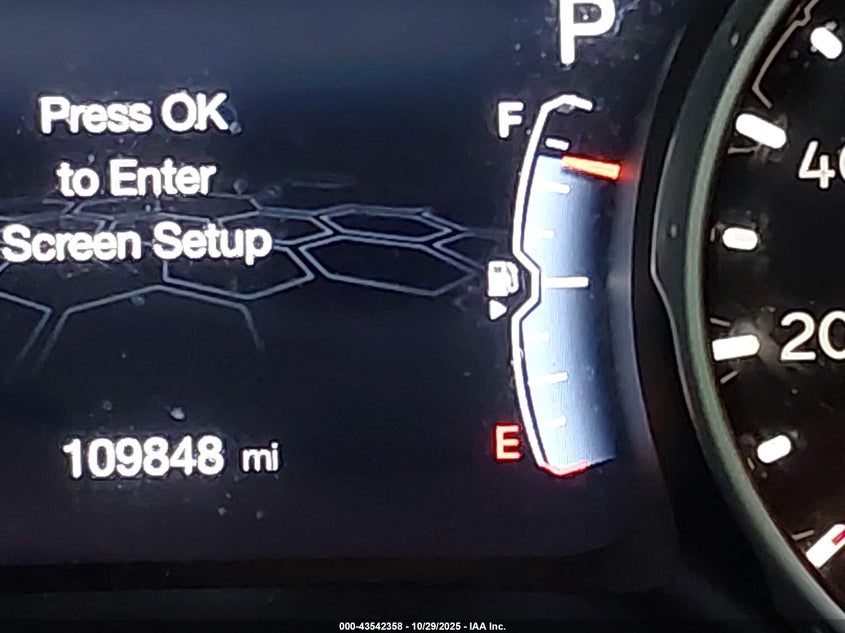 P
Press OK
to Enter
Screen Setup
F
E
109848 mi
20
000-43542358 - 10/29/2025 - IAA Inc.